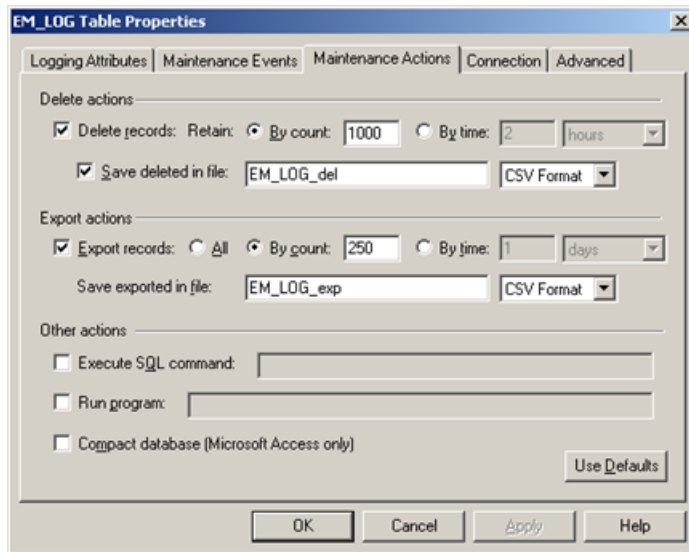 EM_LOG Table Properties
Logging Attributes Maintenance Events Maintenance Actions Connection Advanced
Delete actions
Delete records: Retain: By count: 1000 By time: 2 hours
Save deleted in file: EM_LOG_del CSV Format
Export actions
Export records: All By count: 250 By time: 1 days
Save exported in file: EM_LOG_exp CSV Format
Other actions
Execute SQL command:
Run program:
Compact database (Microsoft Access only)
Use Defaults
OK Cancel Apply Help